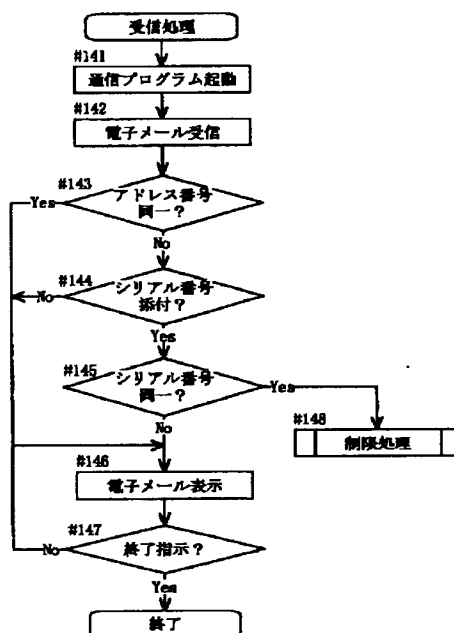 受信処理
#141
通信プログラム起動
#142
電子メール受信
#143
アドレス番号
同一？
Yes
No
#144
シリアル番号
添付？
No
Yes
#145
シリアル番号
同一？
Yes
No
#148
制限処理
#146
電子メール表示
#147
終了指示？
No
Yes
終了